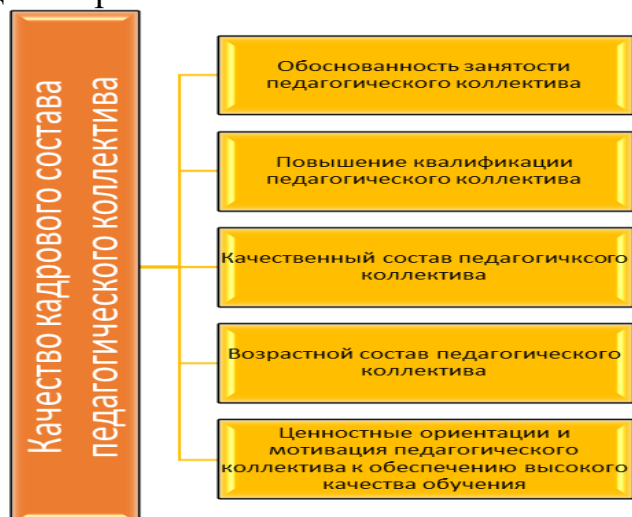 Качество кадрового состава
педагогического коллектива
Обоснованность занятости
педагогического коллектива
Повышение квалификации
педагогического коллектива
Качественный состав педагогичксого
коллектива
Возрастной состав педагогического
коллектива
Ценностные ориентации и
мотивация педагогического
коллектива к обеспечению высокого
качества обучения